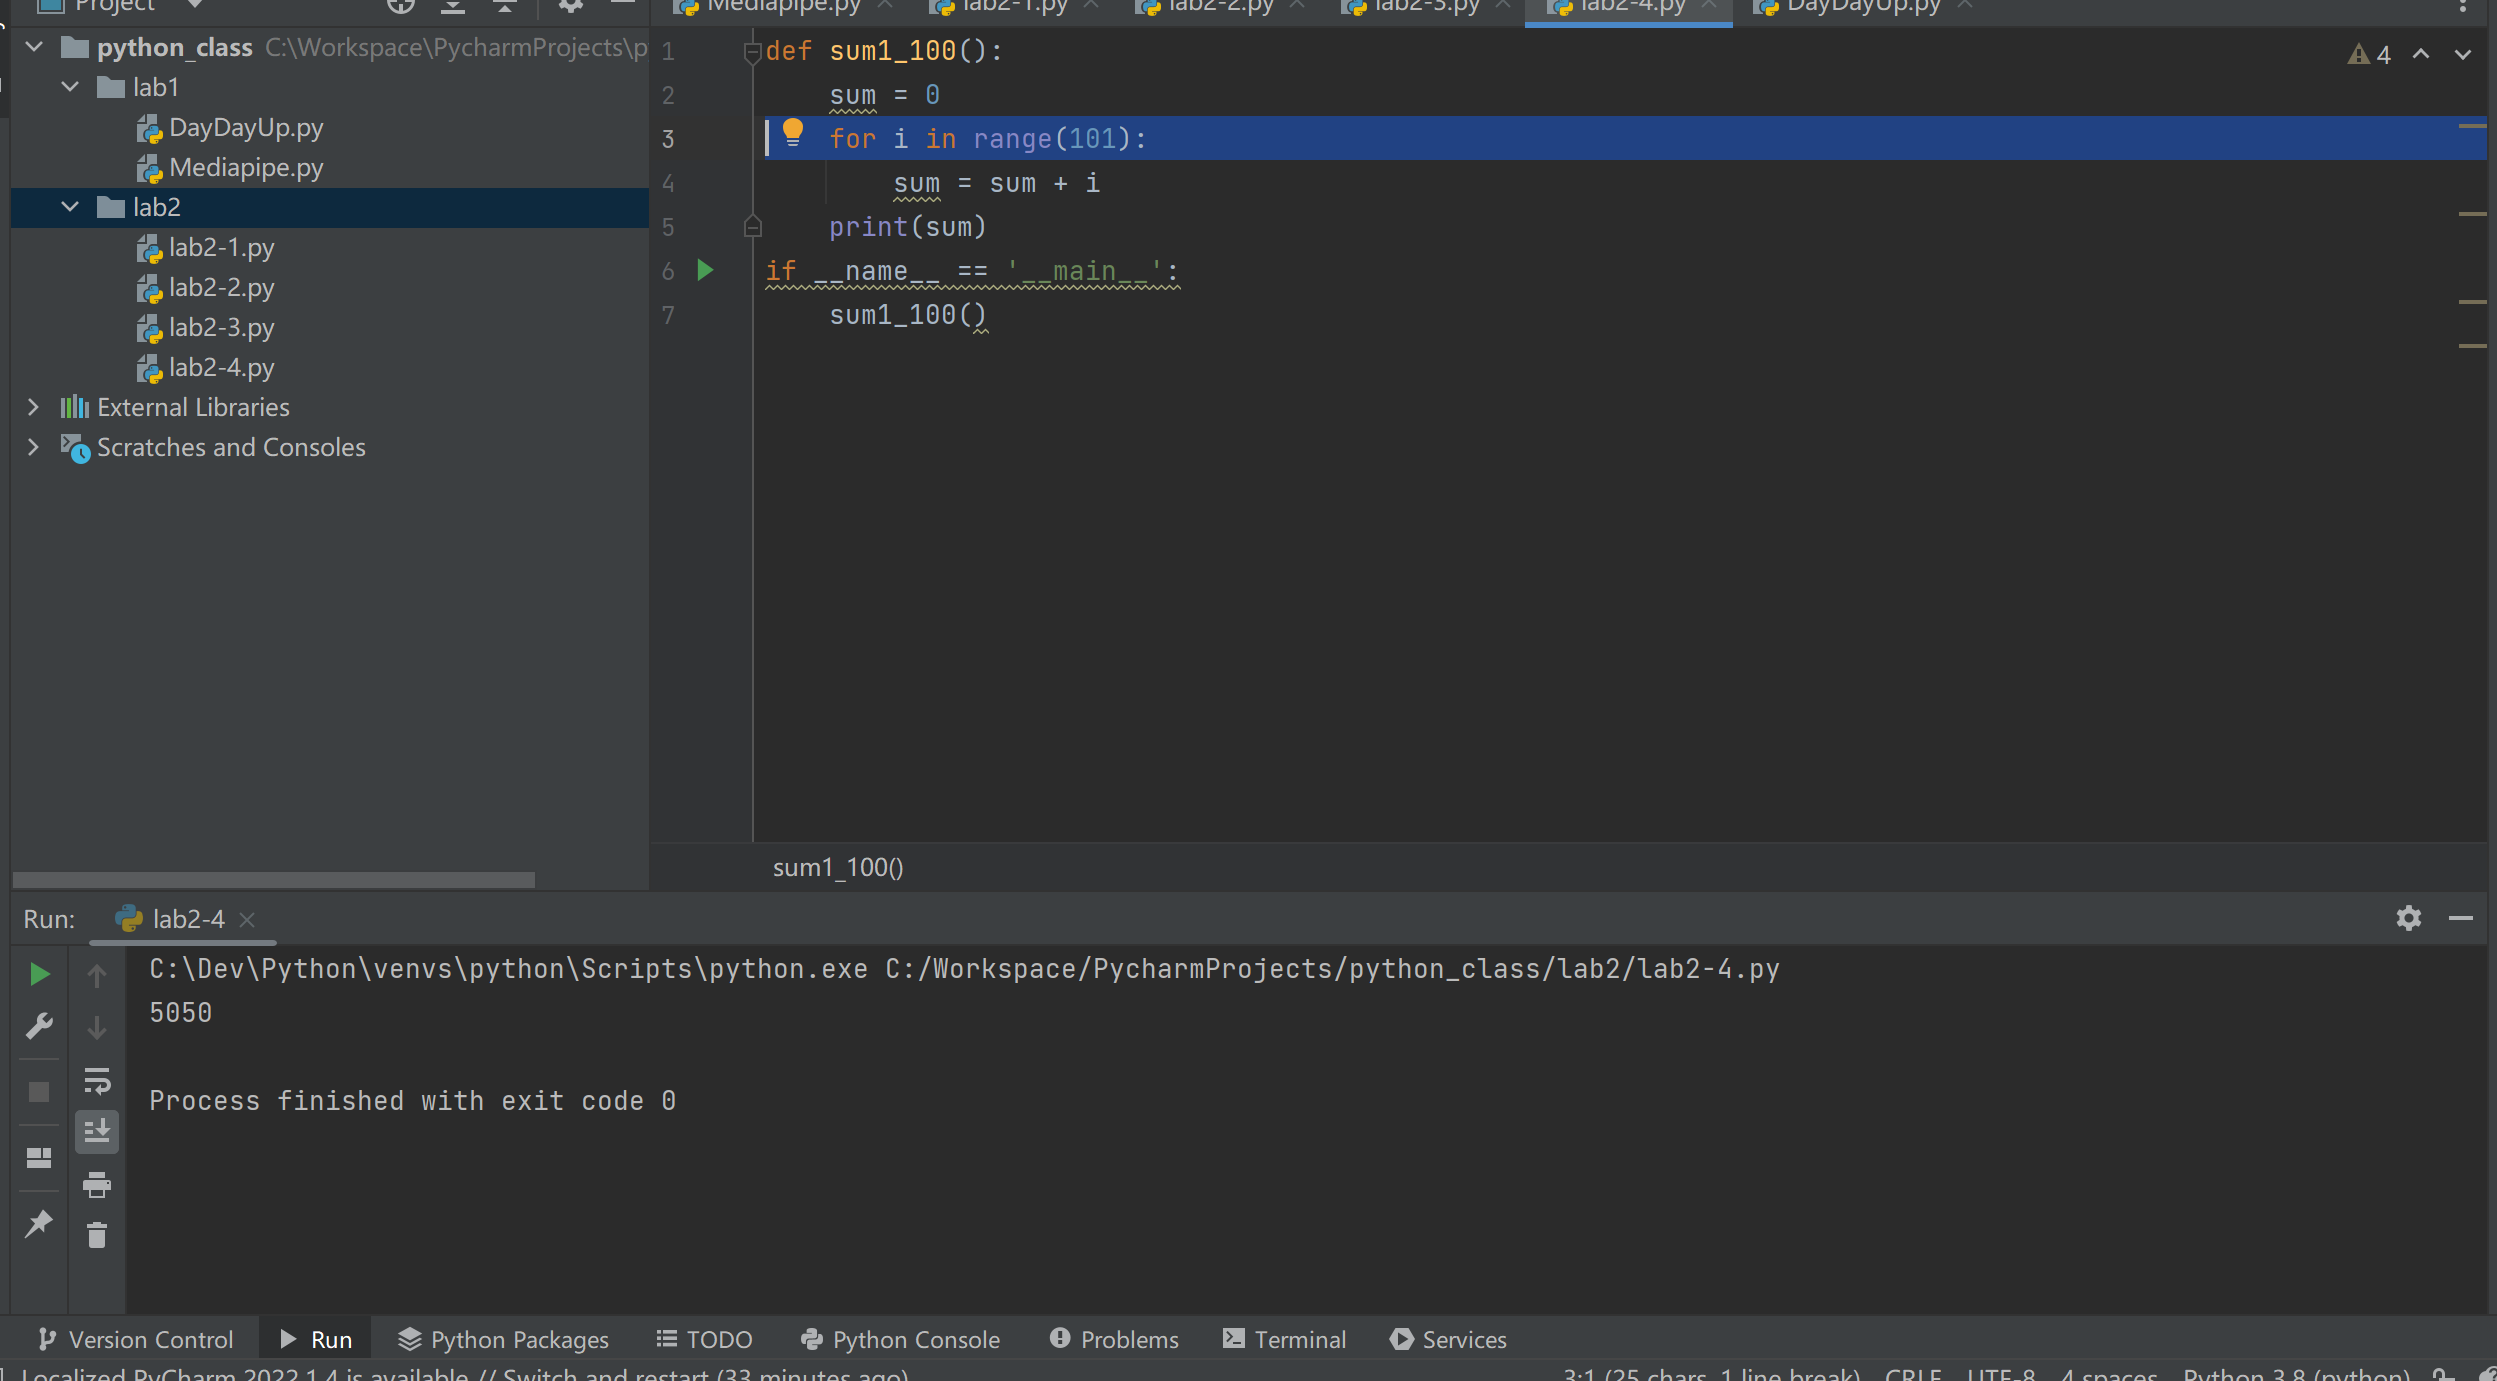 Project
Mediapipe.py lab2-1.py lab2-2.py lab2-3.py lab2-4.py DayDayUp.py
python_class C:\Workspace\PycharmProjects\p
lab1
DayDayUp.py
Mediapipe.py
lab2
lab2-1.py
lab2-2.py
lab2-3.py
lab2-4.py
External Libraries
Scratches and Consoles
1 def sum1_100():
2 sum = 0
3 for i in range(101):
4 sum = sum + i
5 print(sum)
6 if __name__ == '__main__':
7 sum1_100()
4
sum1_100()
Run: lab2-4
C:\Dev\Python\venvs\python\Scripts\python.exe C:/Workspace/PycharmProjects/python_class/lab2/lab2-4.py
5050
Process finished with exit code 0
Version Control Run Python Packages TODO Python Console Problems Terminal Services
Localized PyCharm 2022.1.4 is available // Switch and restart (33 minutes ago) 3:1 (25 chars, 1 line break) CRLF UTF-8 4 spaces Python 3.8 (python)